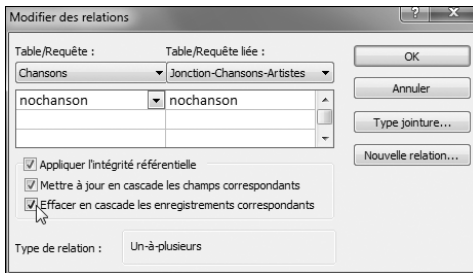 Modifier des relations
?
Table/Requête : Table/Requête liée :
OK
Chansons Jonction-Chansons-Artistes
Annuler
nochanson nochanson
Type jointure...
Nouvelle relation...
Appliquer l'intégrité référentielle
Mettre à jour en cascade les champs correspondants
Effacer en cascade les enregistrements correspondants
Type de relation : Un-à-plusieurs